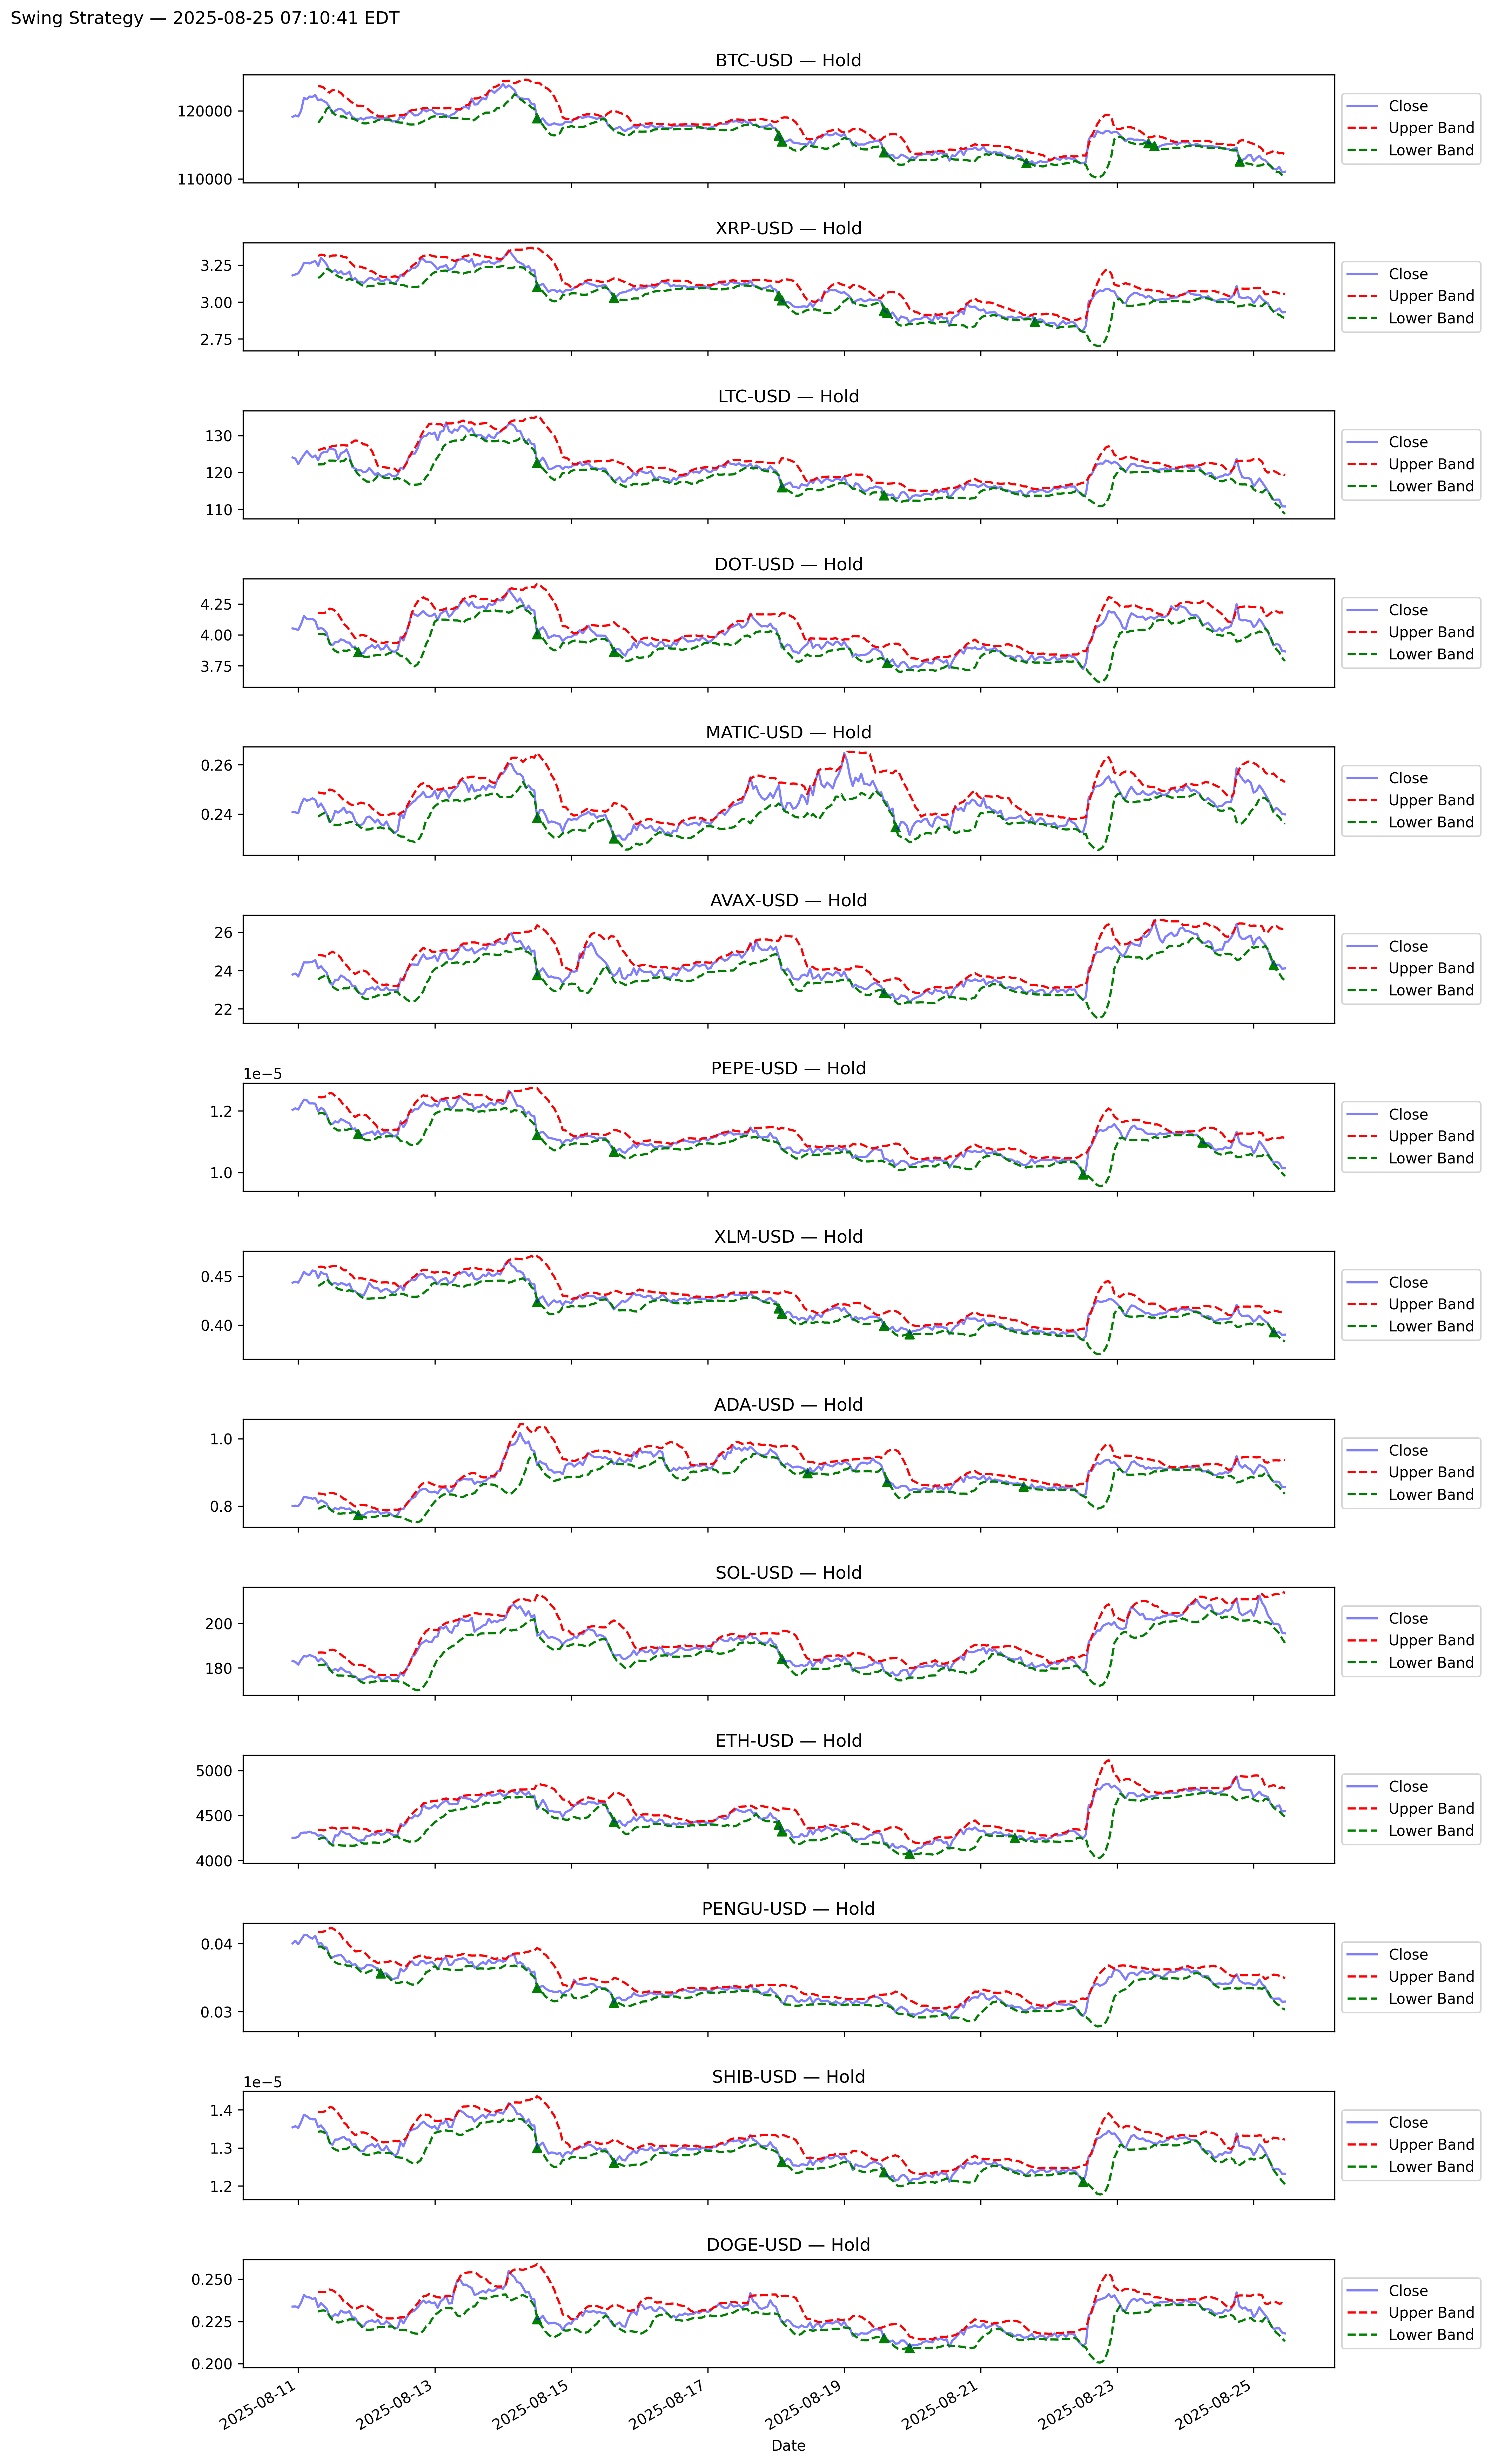 Swing Strategy — 2025-08-25 07:10:41 EDT
BTC-USD — Hold
120000
110000
Close
Upper Band
Lower Band
XRP-USD — Hold
3.25
3.00
2.75
Close
Upper Band
Lower Band
LTC-USD — Hold
130
120
110
Close
Upper Band
Lower Band
DOT-USD — Hold
4.25
4.00
3.75
Close
Upper Band
Lower Band
MATIC-USD — Hold
0.26
0.24
Close
Upper Band
Lower Band
AVAX-USD — Hold
26
24
22
Close
Upper Band
Lower Band
PEPE-USD — Hold
1e−5
1.2
1.0
Close
Upper Band
Lower Band
XLM-USD — Hold
0.45
0.40
Close
Upper Band
Lower Band
ADA-USD — Hold
1.0
0.8
Close
Upper Band
Lower Band
SOL-USD — Hold
200
180
Close
Upper Band
Lower Band
ETH-USD — Hold
5000
4500
4000
Close
Upper Band
Lower Band
PENGU-USD — Hold
0.04
0.03
Close
Upper Band
Lower Band
SHIB-USD — Hold
1e−5
1.4
1.3
1.2
Close
Upper Band
Lower Band
DOGE-USD — Hold
0.250
0.225
0.200
Close
Upper Band
Lower Band
2025-08-11
2025-08-13
2025-08-15
2025-08-17
2025-08-19
2025-08-21
2025-08-23
2025-08-25
Date